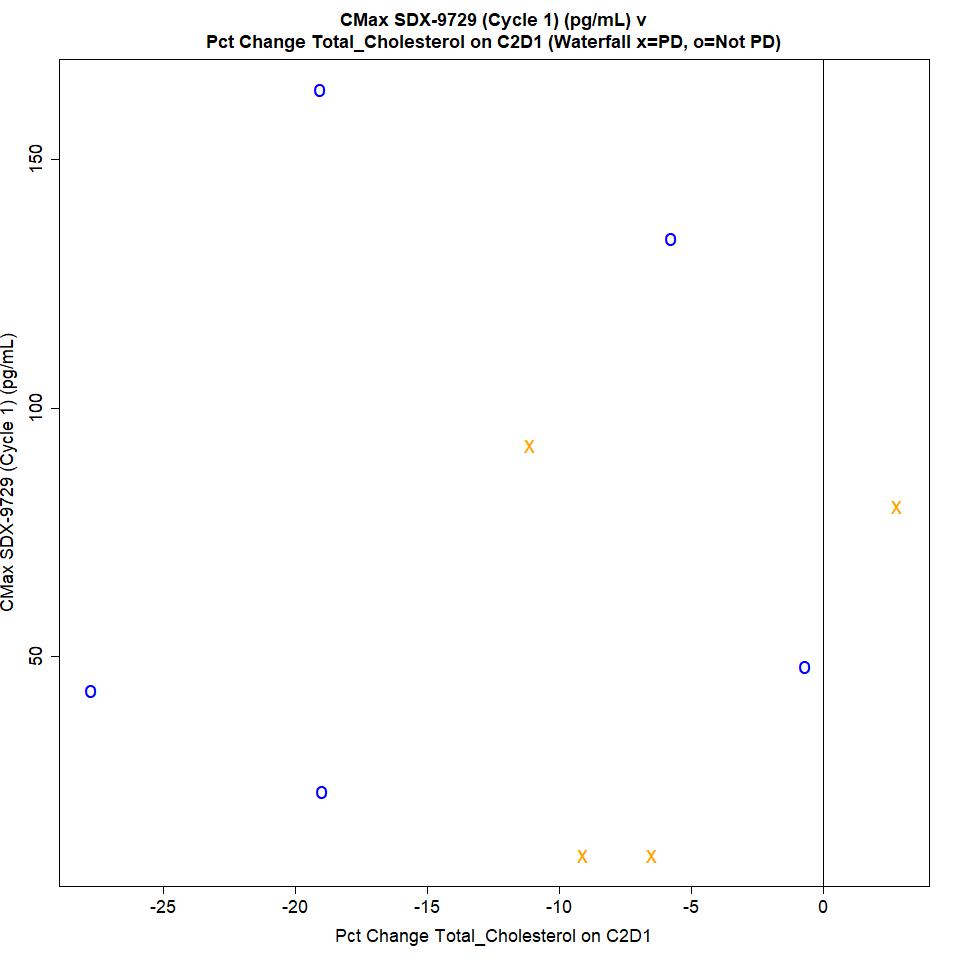 CMax SDX-9729 (Cycle 1) (pg/mL) v
Pct Change Total_Cholesterol on C2D1 (Waterfall x=PD, o=Not PD)
CMax SDX-9729 (Cycle 1) (pg/mL)
150
100
50
o
o
x
x
o
o
o
x
x
-25
-20
-15
-10
-5
0
Pct Change Total_Cholesterol on C2D1